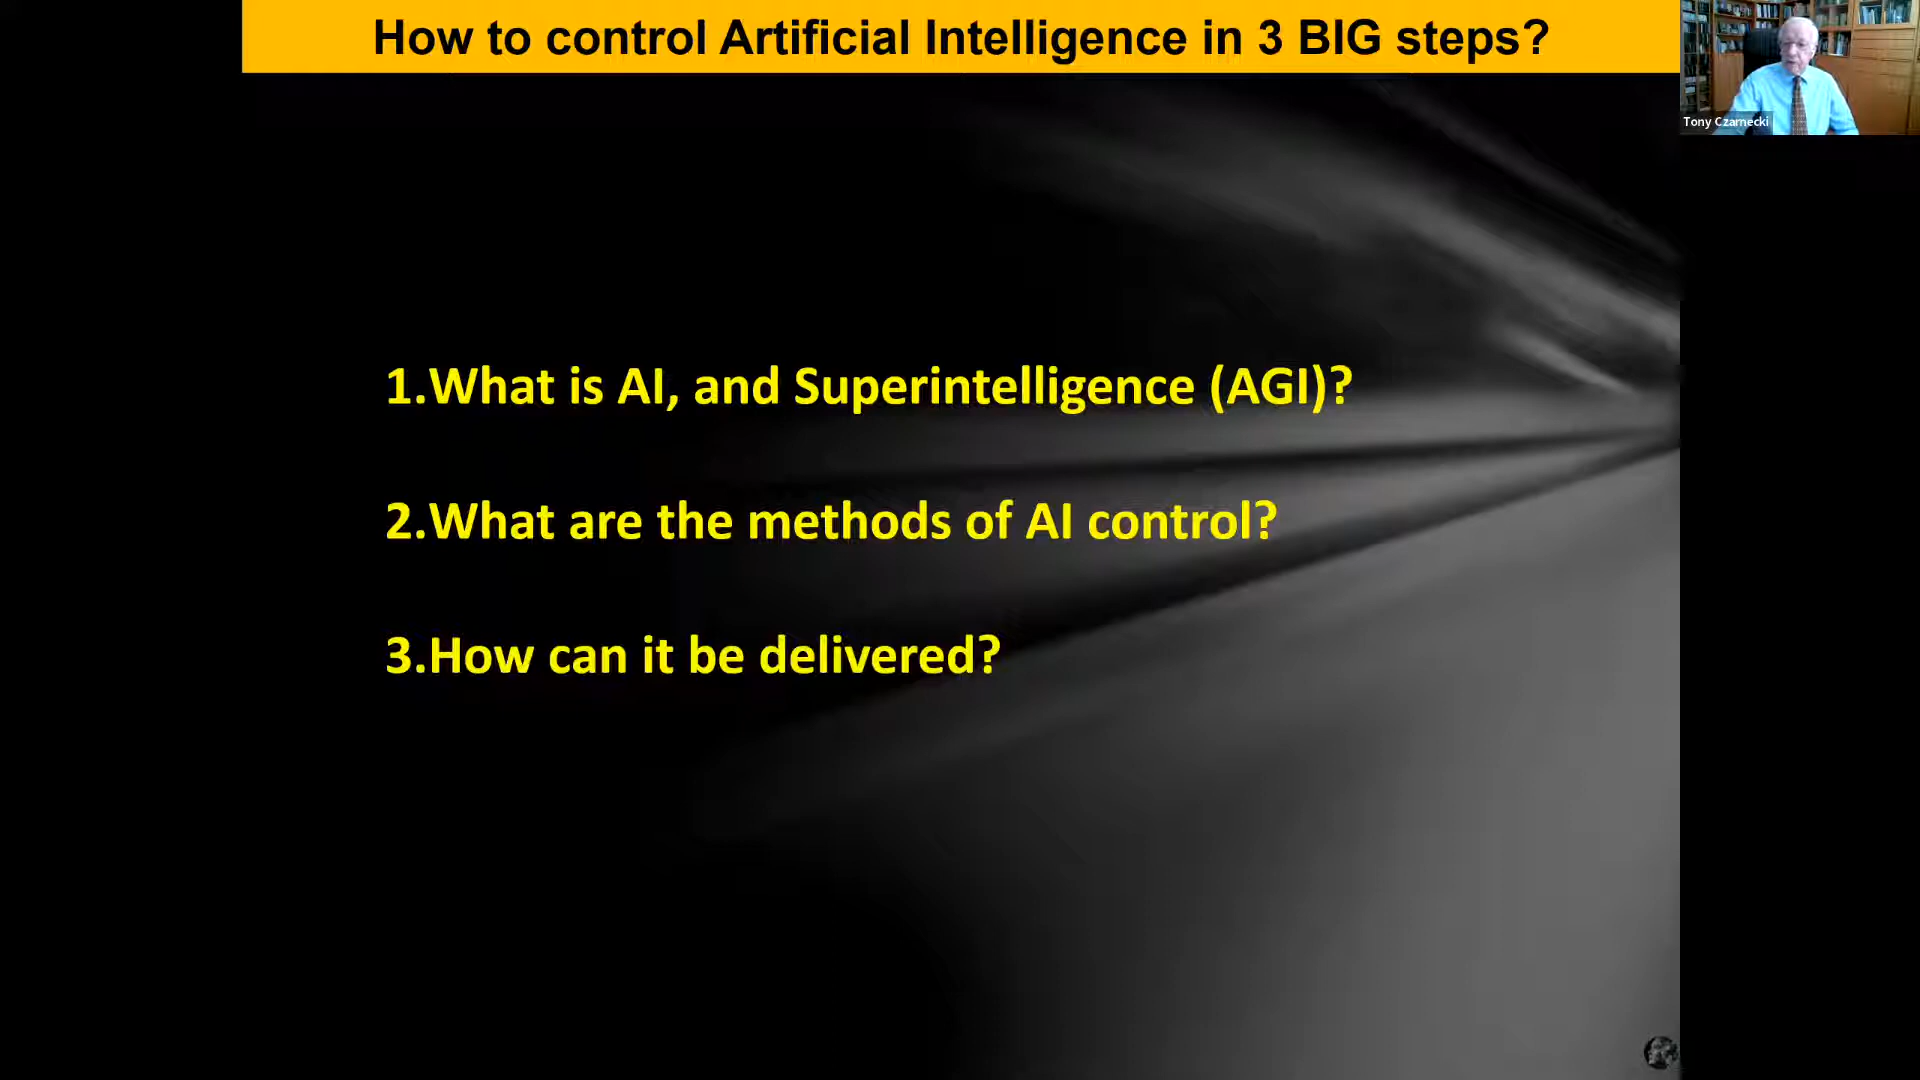 How to control Artificial Intelligence in 3 BIG steps?
Tony Czarnecki
1.What is AI, and Superintelligence (AGI)?
2.What are the methods of AI control?
3.How can it be delivered?